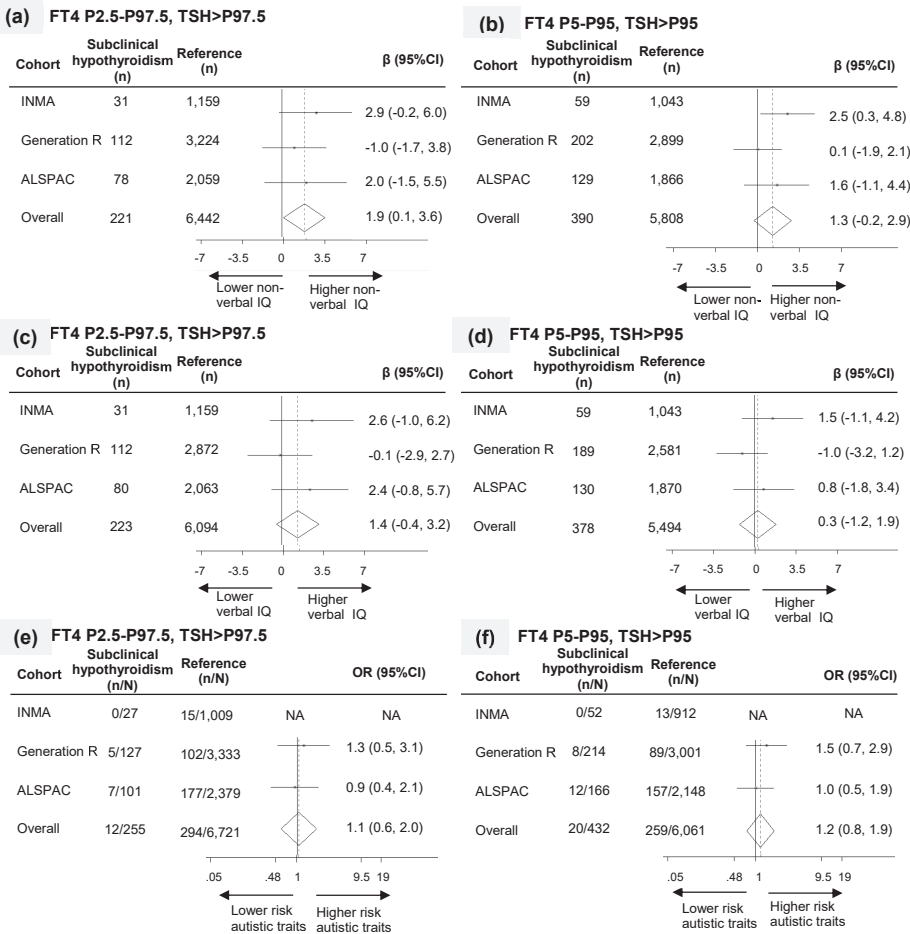 (a) FT4 P2.5-P97.5, TSH>P97.5
Cohort Subclinical hypothyroidism (n) Reference (n) β (95%CI)
INMA 31 1,159 2.9 (-0.2, 6.0)
Generation R 112 3,224 -1.0 (-1.7, 3.8)
ALSPAC 78 2,059 2.0 (-1.5, 5.5)
Overall 221 6,442 1.9 (0.1, 3.6)
-7 -3.5 0 3.5 7
Lower non-verbal IQ Higher non-verbal IQ
(b) FT4 P5-P95, TSH>P95
Cohort Subclinical hypothyroidism (n) Reference (n) β (95%CI)
INMA 59 1,043 2.5 (0.3, 4.8)
Generation R 202 2,899 0.1 (-1.9, 2.1)
ALSPAC 129 1,866 1.6 (-1.1, 4.4)
Overall 390 5,808 1.3 (-0.2, 2.9)
-7 -3.5 0 3.5 7
Lower non-verbal IQ Higher non-verbal IQ
(c) FT4 P2.5-P97.5, TSH>P97.5
Cohort Subclinical hypothyroidism (n) Reference (n) β (95%CI)
INMA 31 1,159 2.6 (-1.0, 6.2)
Generation R 112 2,872 -0.1 (-2.9, 2.7)
ALSPAC 80 2,063 2.4 (-0.8, 5.7)
Overall 223 6,094 1.4 (-0.4, 3.2)
-7 -3.5 0 3.5 7
Lower verbal IQ Higher verbal IQ
(d) FT4 P5-P95, TSH>P95
Cohort Subclinical hypothyroidism (n) Reference (n) β (95%CI)
INMA 59 1,043 1.5 (-1.1, 4.2)
Generation R 189 2,581 -1.0 (-3.2, 1.2)
ALSPAC 130 1,870 0.8 (-1.8, 3.4)
Overall 378 5,494 0.3 (-1.2, 1.9)
-7 -3.5 0 3.5 7
Lower verbal IQ Higher verbal IQ
(e) FT4 P2.5-P97.5, TSH>P97.5
Cohort Subclinical hypothyroidism (n/N) Reference (n/N) OR (95%CI)
INMA 0/27 15/1,009 NA NA
Generation R 5/127 102/3,333 1.3 (0.5, 3.1)
ALSPAC 7/101 177/2,379 0.9 (0.4, 2.1)
Overall 12/255 294/6,721 1.1 (0.6, 2.0)
.05 .48 1 9.5 19
Lower risk autistic traits Higher risk autistic traits
(f) FT4 P5-P95, TSH>P95
Cohort Subclinical hypothyroidism (n/N) Reference (n/N) OR (95%CI)
INMA 0/52 13/912 NA NA
Generation R 8/214 89/3,001 1.5 (0.7, 2.9)
ALSPAC 12/166 157/2,148 1.0 (0.5, 1.9)
Overall 20/432 259/6,061 1.2 (0.8, 1.9)
.05 .48 1 9.5 19
Lower risk autistic traits Higher risk autistic traits